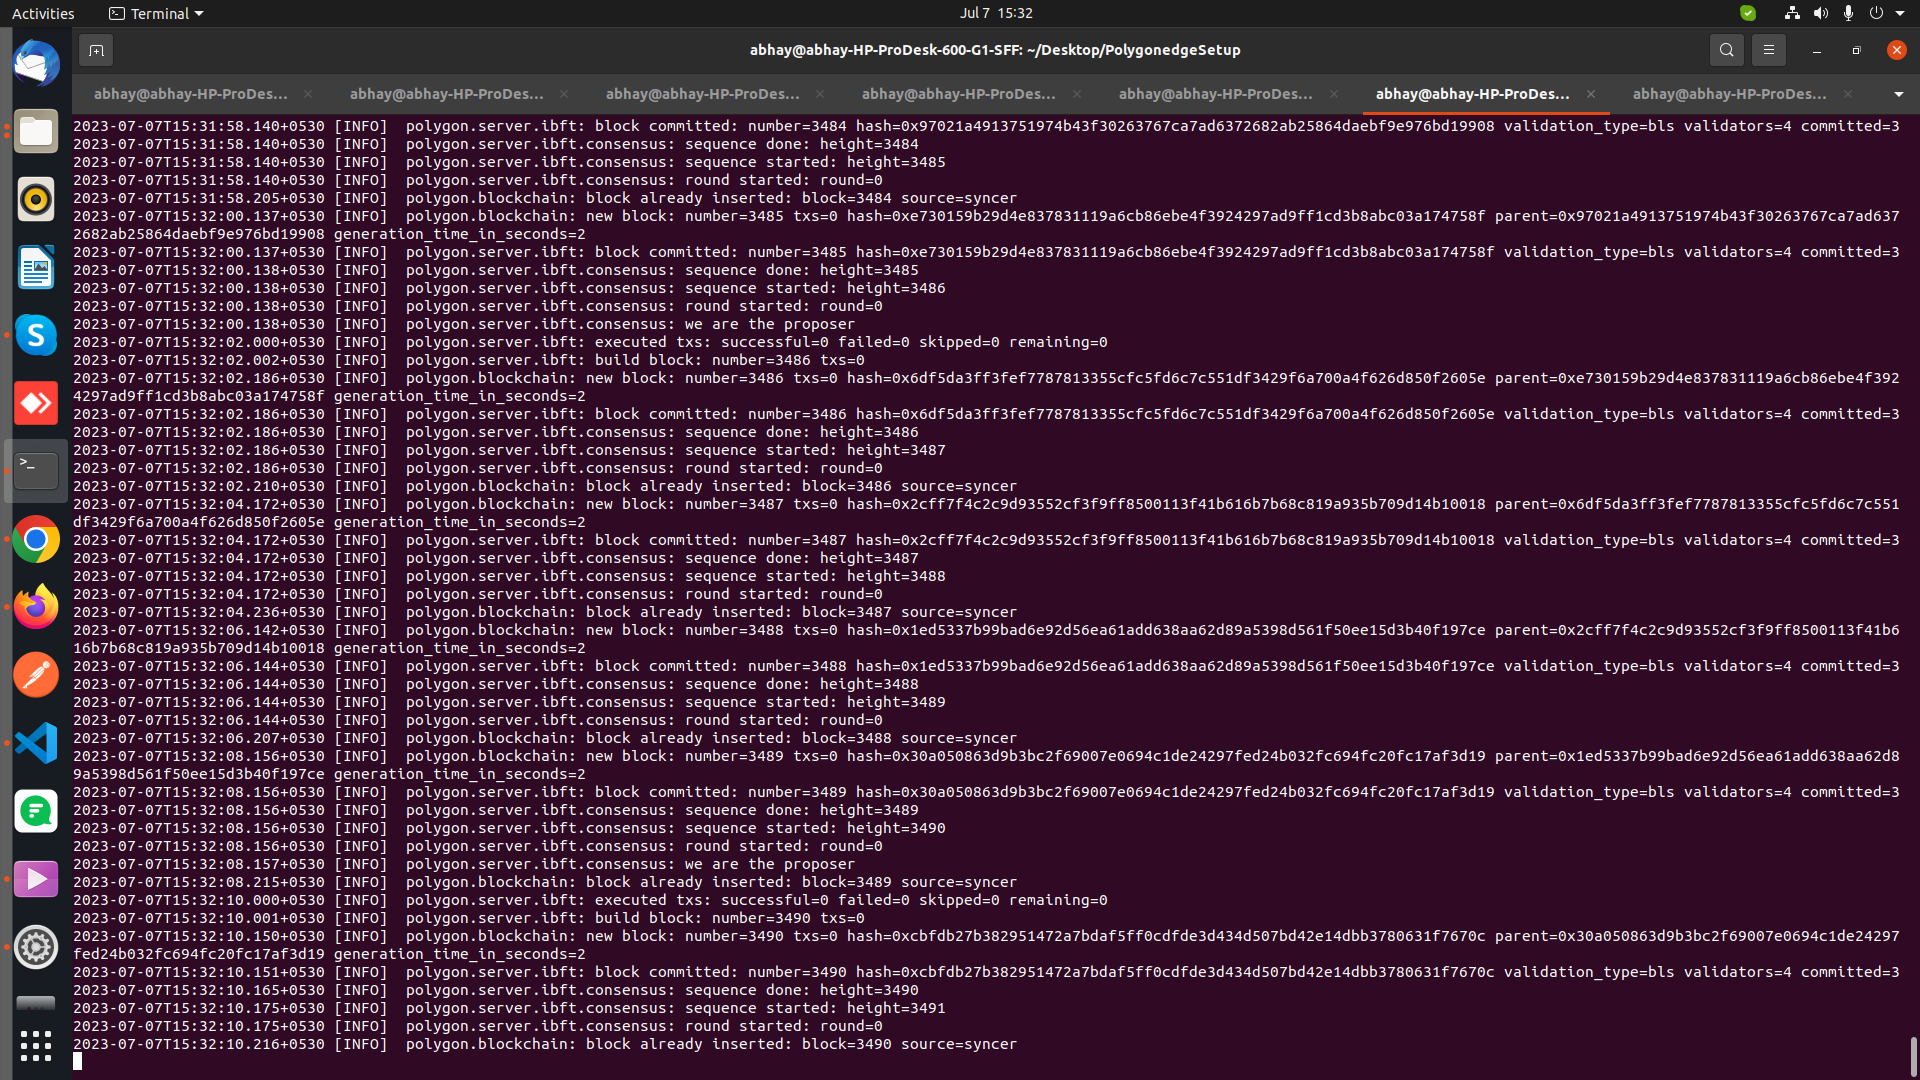 Activities Terminal Jul 7 15:32
abhay@abhay-HP-ProDesk-600-G1-SFF: ~/Desktop/PolygonedgeSetup
abhay@abhay-HP-ProDes... abhay@abhay-HP-ProDes... abhay@abhay-HP-ProDes... abhay@abhay-HP-ProDes... abhay@abhay-HP-ProDes... abhay@abhay-HP-ProDes... abhay@abhay-HP-ProDes...
2023-07-07T15:31:58.140+0530 [INFO]  polygon.server.ibft: block committed: number=3484 hash=0x97021a4913751974b43f30263767ca7ad6372682ab25864daebf9e976bd19908 validation_type=bls validators=4 committed=3
2023-07-07T15:31:58.140+0530 [INFO]  polygon.server.ibft.consensus: sequence done: height=3484
2023-07-07T15:31:58.140+0530 [INFO]  polygon.server.ibft.consensus: sequence started: height=3485
2023-07-07T15:31:58.140+0530 [INFO]  polygon.server.ibft.consensus: round started: round=0
2023-07-07T15:31:58.205+0530 [INFO]  polygon.blockchain: block already inserted: block=3484 source=syncer
2023-07-07T15:32:00.137+0530 [INFO]  polygon.blockchain: new block: number=3485 txs=0 hash=0xe730159b29d4e837831119a6cb86ebe4f3924297ad9ff1cd3b8abc03a174758f parent=0x97021a4913751974b43f30263767ca7ad637
2682ab25864daebf9e976bd19908 generation_time_in_seconds=2
2023-07-07T15:32:00.137+0530 [INFO]  polygon.server.ibft: block committed: number=3485 hash=0xe730159b29d4e837831119a6cb86ebe4f3924297ad9ff1cd3b8abc03a174758f validation_type=bls validators=4 committed=3
2023-07-07T15:32:00.138+0530 [INFO]  polygon.server.ibft.consensus: sequence done: height=3485
2023-07-07T15:32:00.138+0530 [INFO]  polygon.server.ibft.consensus: sequence started: height=3486
2023-07-07T15:32:00.138+0530 [INFO]  polygon.server.ibft.consensus: round started: round=0
2023-07-07T15:32:00.138+0530 [INFO]  polygon.server.ibft.consensus: we are the proposer
2023-07-07T15:32:02.000+0530 [INFO]  polygon.server.ibft: executed txs: successful=0 failed=0 skipped=0 remaining=0
2023-07-07T15:32:02.002+0530 [INFO]  polygon.server.ibft: build block: number=3486 txs=0
2023-07-07T15:32:02.186+0530 [INFO]  polygon.blockchain: new block: number=3486 txs=0 hash=0x6df5da3ff3fef7787813355cfc5fd6c7c551df3429f6a700a4f626d850f2605e parent=0xe730159b29d4e837831119a6cb86ebe4f392
4297ad9ff1cd3b8abc03a174758f generation_time_in_seconds=2
2023-07-07T15:32:02.186+0530 [INFO]  polygon.server.ibft: block committed: number=3486 hash=0x6df5da3ff3fef7787813355cfc5fd6c7c551df3429f6a700a4f626d850f2605e validation_type=bls validators=4 committed=3
2023-07-07T15:32:02.186+0530 [INFO]  polygon.server.ibft.consensus: sequence done: height=3486
2023-07-07T15:32:02.186+0530 [INFO]  polygon.server.ibft.consensus: sequence started: height=3487
2023-07-07T15:32:02.186+0530 [INFO]  polygon.server.ibft.consensus: round started: round=0
2023-07-07T15:32:02.210+0530 [INFO]  polygon.blockchain: block already inserted: block=3486 source=syncer
2023-07-07T15:32:04.172+0530 [INFO]  polygon.blockchain: new block: number=3487 txs=0 hash=0x2cff7f4c2c9d93552cf3f9ff8500113f41b616b7b68c819a935b709d14b10018 parent=0x6df5da3ff3fef7787813355cfc5fd6c7c551
df3429f6a700a4f626d850f2605e generation_time_in_seconds=2
2023-07-07T15:32:04.172+0530 [INFO]  polygon.server.ibft: block committed: number=3487 hash=0x2cff7f4c2c9d93552cf3f9ff8500113f41b616b7b68c819a935b709d14b10018 validation_type=bls validators=4 committed=3
2023-07-07T15:32:04.172+0530 [INFO]  polygon.server.ibft.consensus: sequence done: height=3487
2023-07-07T15:32:04.172+0530 [INFO]  polygon.server.ibft.consensus: sequence started: height=3488
2023-07-07T15:32:04.172+0530 [INFO]  polygon.server.ibft.consensus: round started: round=0
2023-07-07T15:32:04.236+0530 [INFO]  polygon.blockchain: block already inserted: block=3487 source=syncer
2023-07-07T15:32:06.142+0530 [INFO]  polygon.blockchain: new block: number=3488 txs=0 hash=0x1ed5337b99bad6e92d56ea61add638aa62d89a5398d561f50ee15d3b40f197ce parent=0x2cff7f4c2c9d93552cf3f9ff8500113f41b6
16b7b68c819a935b709d14b10018 generation_time_in_seconds=2
2023-07-07T15:32:06.144+0530 [INFO]  polygon.server.ibft: block committed: number=3488 hash=0x1ed5337b99bad6e92d56ea61add638aa62d89a5398d561f50ee15d3b40f197ce validation_type=bls validators=4 committed=3
2023-07-07T15:32:06.144+0530 [INFO]  polygon.server.ibft.consensus: sequence done: height=3488
2023-07-07T15:32:06.144+0530 [INFO]  polygon.server.ibft.consensus: sequence started: height=3489
2023-07-07T15:32:06.144+0530 [INFO]  polygon.server.ibft.consensus: round started: round=0
2023-07-07T15:32:06.207+0530 [INFO]  polygon.blockchain: block already inserted: block=3488 source=syncer
2023-07-07T15:32:08.156+0530 [INFO]  polygon.blockchain: new block: number=3489 txs=0 hash=0x30a050863d9b3bc2f69007e0694c1de24297fed24b032fc694fc20fc17af3d19 parent=0x1ed5337b99bad6e92d56ea61add638aa62d8
9a5398d561f50ee15d3b40f197ce generation_time_in_seconds=2
2023-07-07T15:32:08.156+0530 [INFO]  polygon.server.ibft: block committed: number=3489 hash=0x30a050863d9b3bc2f69007e0694c1de24297fed24b032fc694fc20fc17af3d19 validation_type=bls validators=4 committed=3
2023-07-07T15:32:08.156+0530 [INFO]  polygon.server.ibft.consensus: sequence done: height=3489
2023-07-07T15:32:08.156+0530 [INFO]  polygon.server.ibft.consensus: sequence started: height=3490
2023-07-07T15:32:08.156+0530 [INFO]  polygon.server.ibft.consensus: round started: round=0
2023-07-07T15:32:08.157+0530 [INFO]  polygon.server.ibft.consensus: we are the proposer
2023-07-07T15:32:08.215+0530 [INFO]  polygon.blockchain: block already inserted: block=3489 source=syncer
2023-07-07T15:32:10.000+0530 [INFO]  polygon.server.ibft: executed txs: successful=0 failed=0 skipped=0 remaining=0
2023-07-07T15:32:10.001+0530 [INFO]  polygon.server.ibft: build block: number=3490 txs=0
2023-07-07T15:32:10.150+0530 [INFO]  polygon.blockchain: new block: number=3490 txs=0 hash=0xcbfdb27b382951472a7bdaf5ff0cdfde3d434d507bd42e14dbb3780631f7670c parent=0x30a050863d9b3bc2f69007e0694c1de24297
fed24b032fc694fc20fc17af3d19 generation_time_in_seconds=2
2023-07-07T15:32:10.151+0530 [INFO]  polygon.server.ibft: block committed: number=3490 hash=0xcbfdb27b382951472a7bdaf5ff0cdfde3d434d507bd42e14dbb3780631f7670c validation_type=bls validators=4 committed=3
2023-07-07T15:32:10.165+0530 [INFO]  polygon.server.ibft.consensus: sequence done: height=3490
2023-07-07T15:32:10.175+0530 [INFO]  polygon.server.ibft.consensus: sequence started: height=3491
2023-07-07T15:32:10.175+0530 [INFO]  polygon.server.ibft.consensus: round started: round=0
2023-07-07T15:32:10.216+0530 [INFO]  polygon.blockchain: block already inserted: block=3490 source=syncer